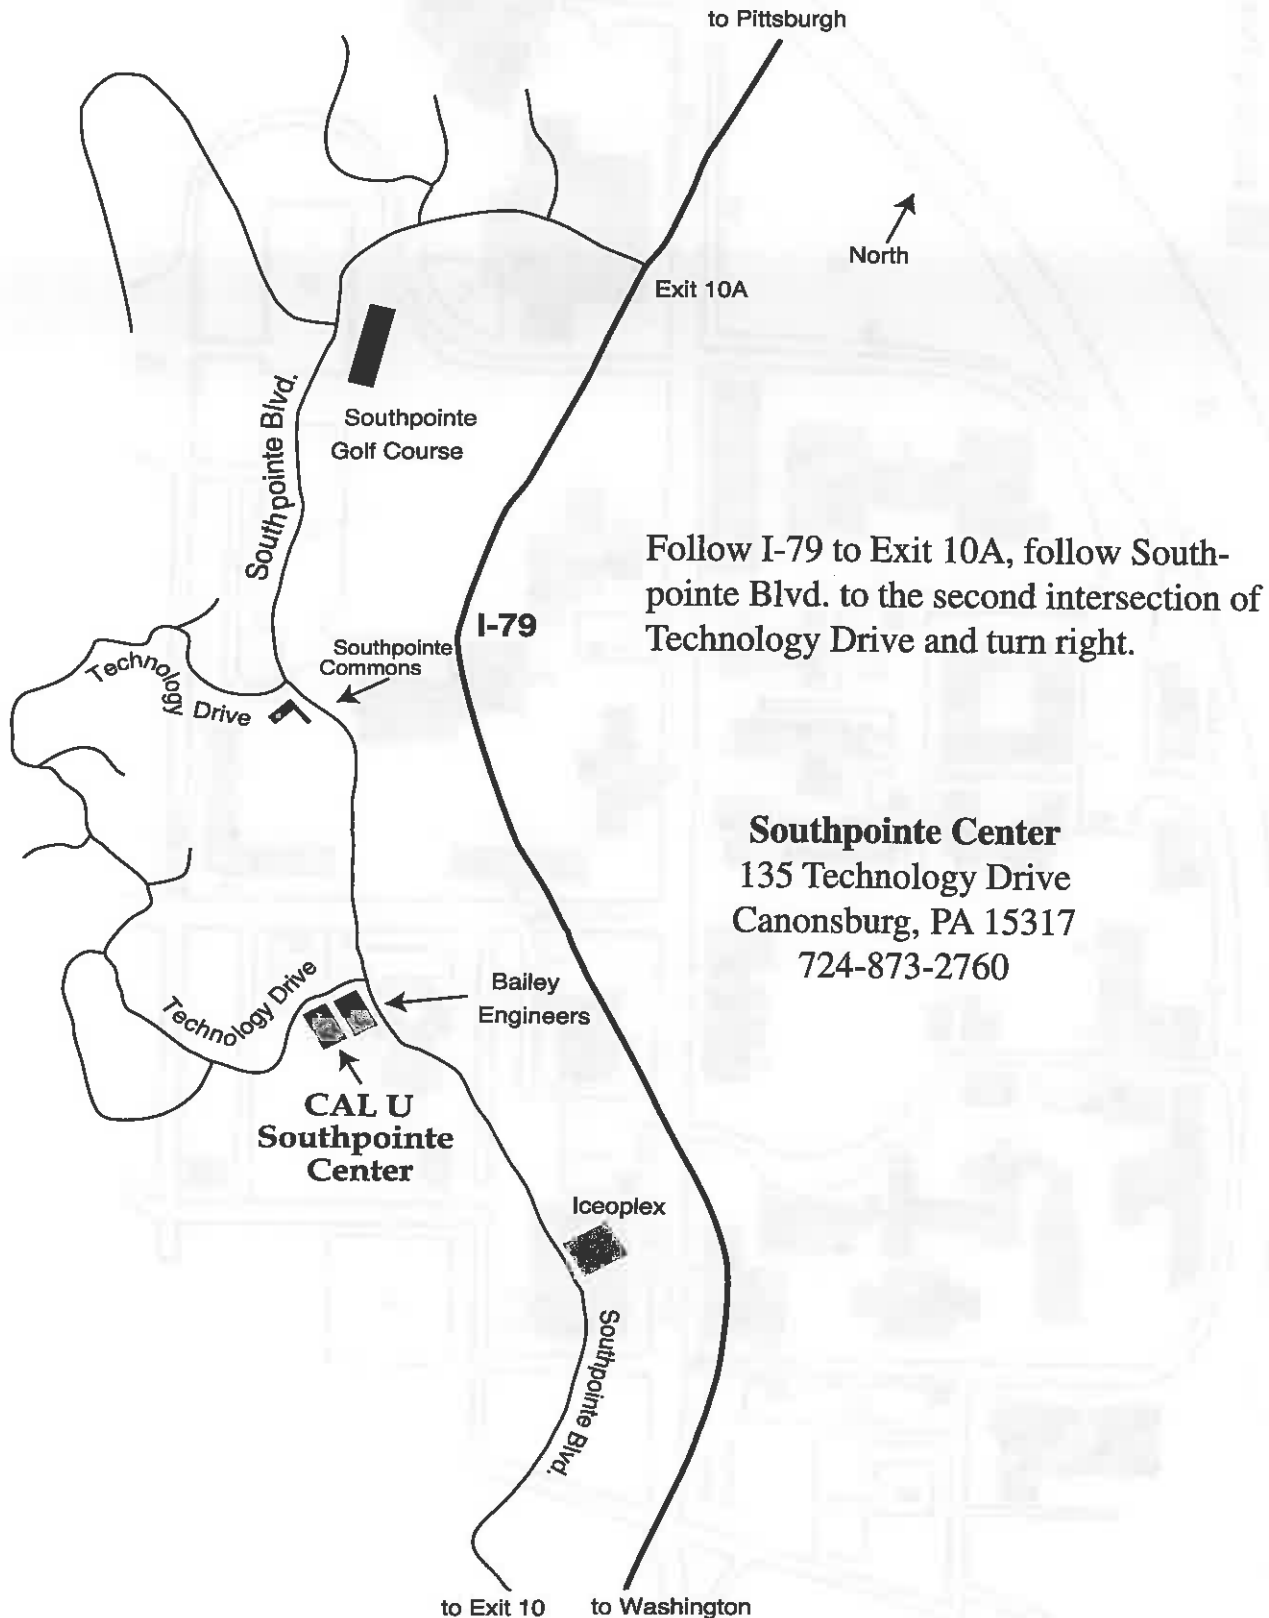 to Pittsburgh
North
Exit 10A
Southpointe Blvd.
Southpointe
Golf Course
Follow I-79 to Exit 10A, follow South-
pointe Blvd. to the second intersection of
Technology Drive and turn right.
I-79
Southpointe
Commons
Technology Drive
Southpointe Center
135 Technology Drive
Canonsburg, PA 15317
724-873-2760
Technology Drive
Bailey
Engineers
CAL U
Southpointe
Center
Iceoplex
Southpointe Blvd.
to Exit 10
to Washington